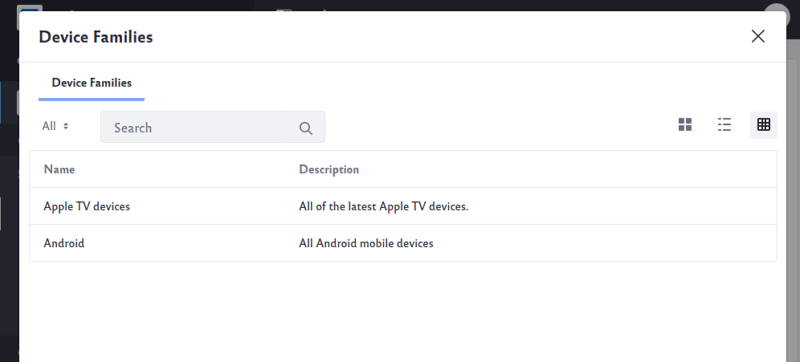 Device Families
Device Families
All
Search
Name Description
Apple TV devices All of the latest Apple TV devices.
Android All Android mobile devices